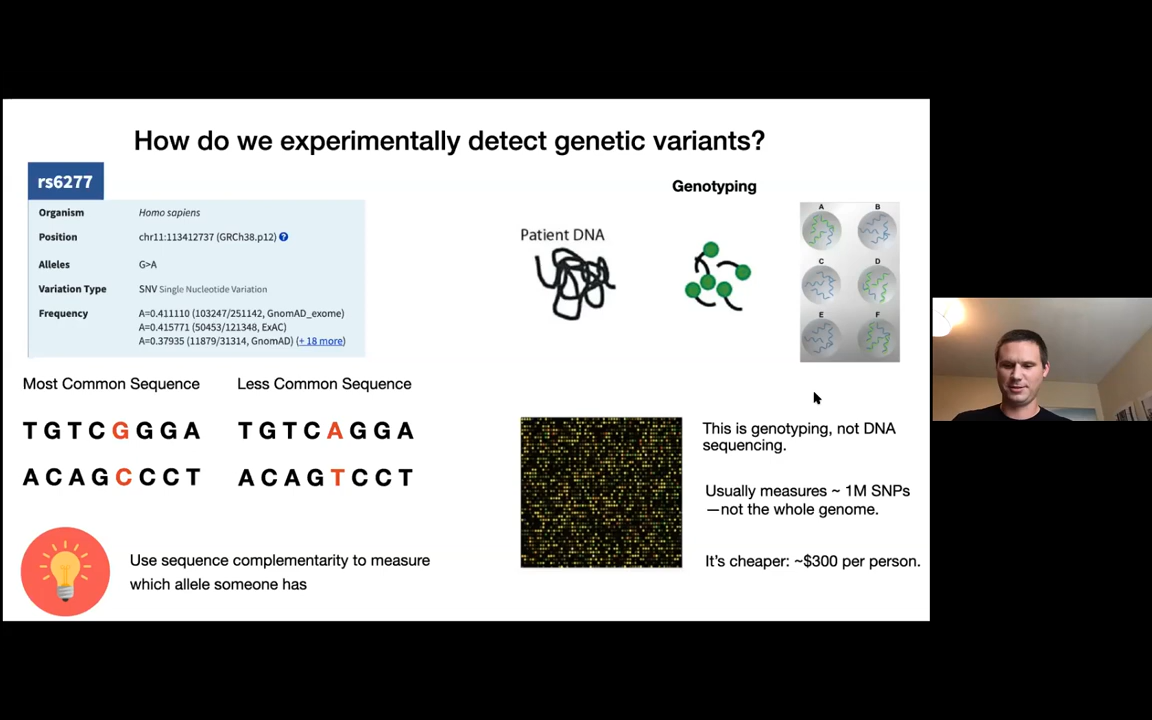 How do we experimentally detect genetic variants?
rs6277
Organism Homo sapiens
Position chr11:113412737 (GRCh38.p12) ?
Alleles G>A
Variation Type SNV Single Nucleotide Variation
Frequency A=0.411110 (103247/251142, GnomAD_exome)
A=0.415771 (50453/121348, ExAC)
A=0.37935 (11879/31314, GnomAD) (+ 18 more)
Most Common Sequence
T G T C G G G A
A C A G C C C T
Less Common Sequence
T G T C A G G A
A C A G T C C T
Use sequence complementarity to measure
which allele someone has
Genotyping
Patient DNA
A B
C D
E F
This is genotyping, not DNA
sequencing.
Usually measures ~ 1M SNPs
—not the whole genome.
It's cheaper: ~$300 per person.